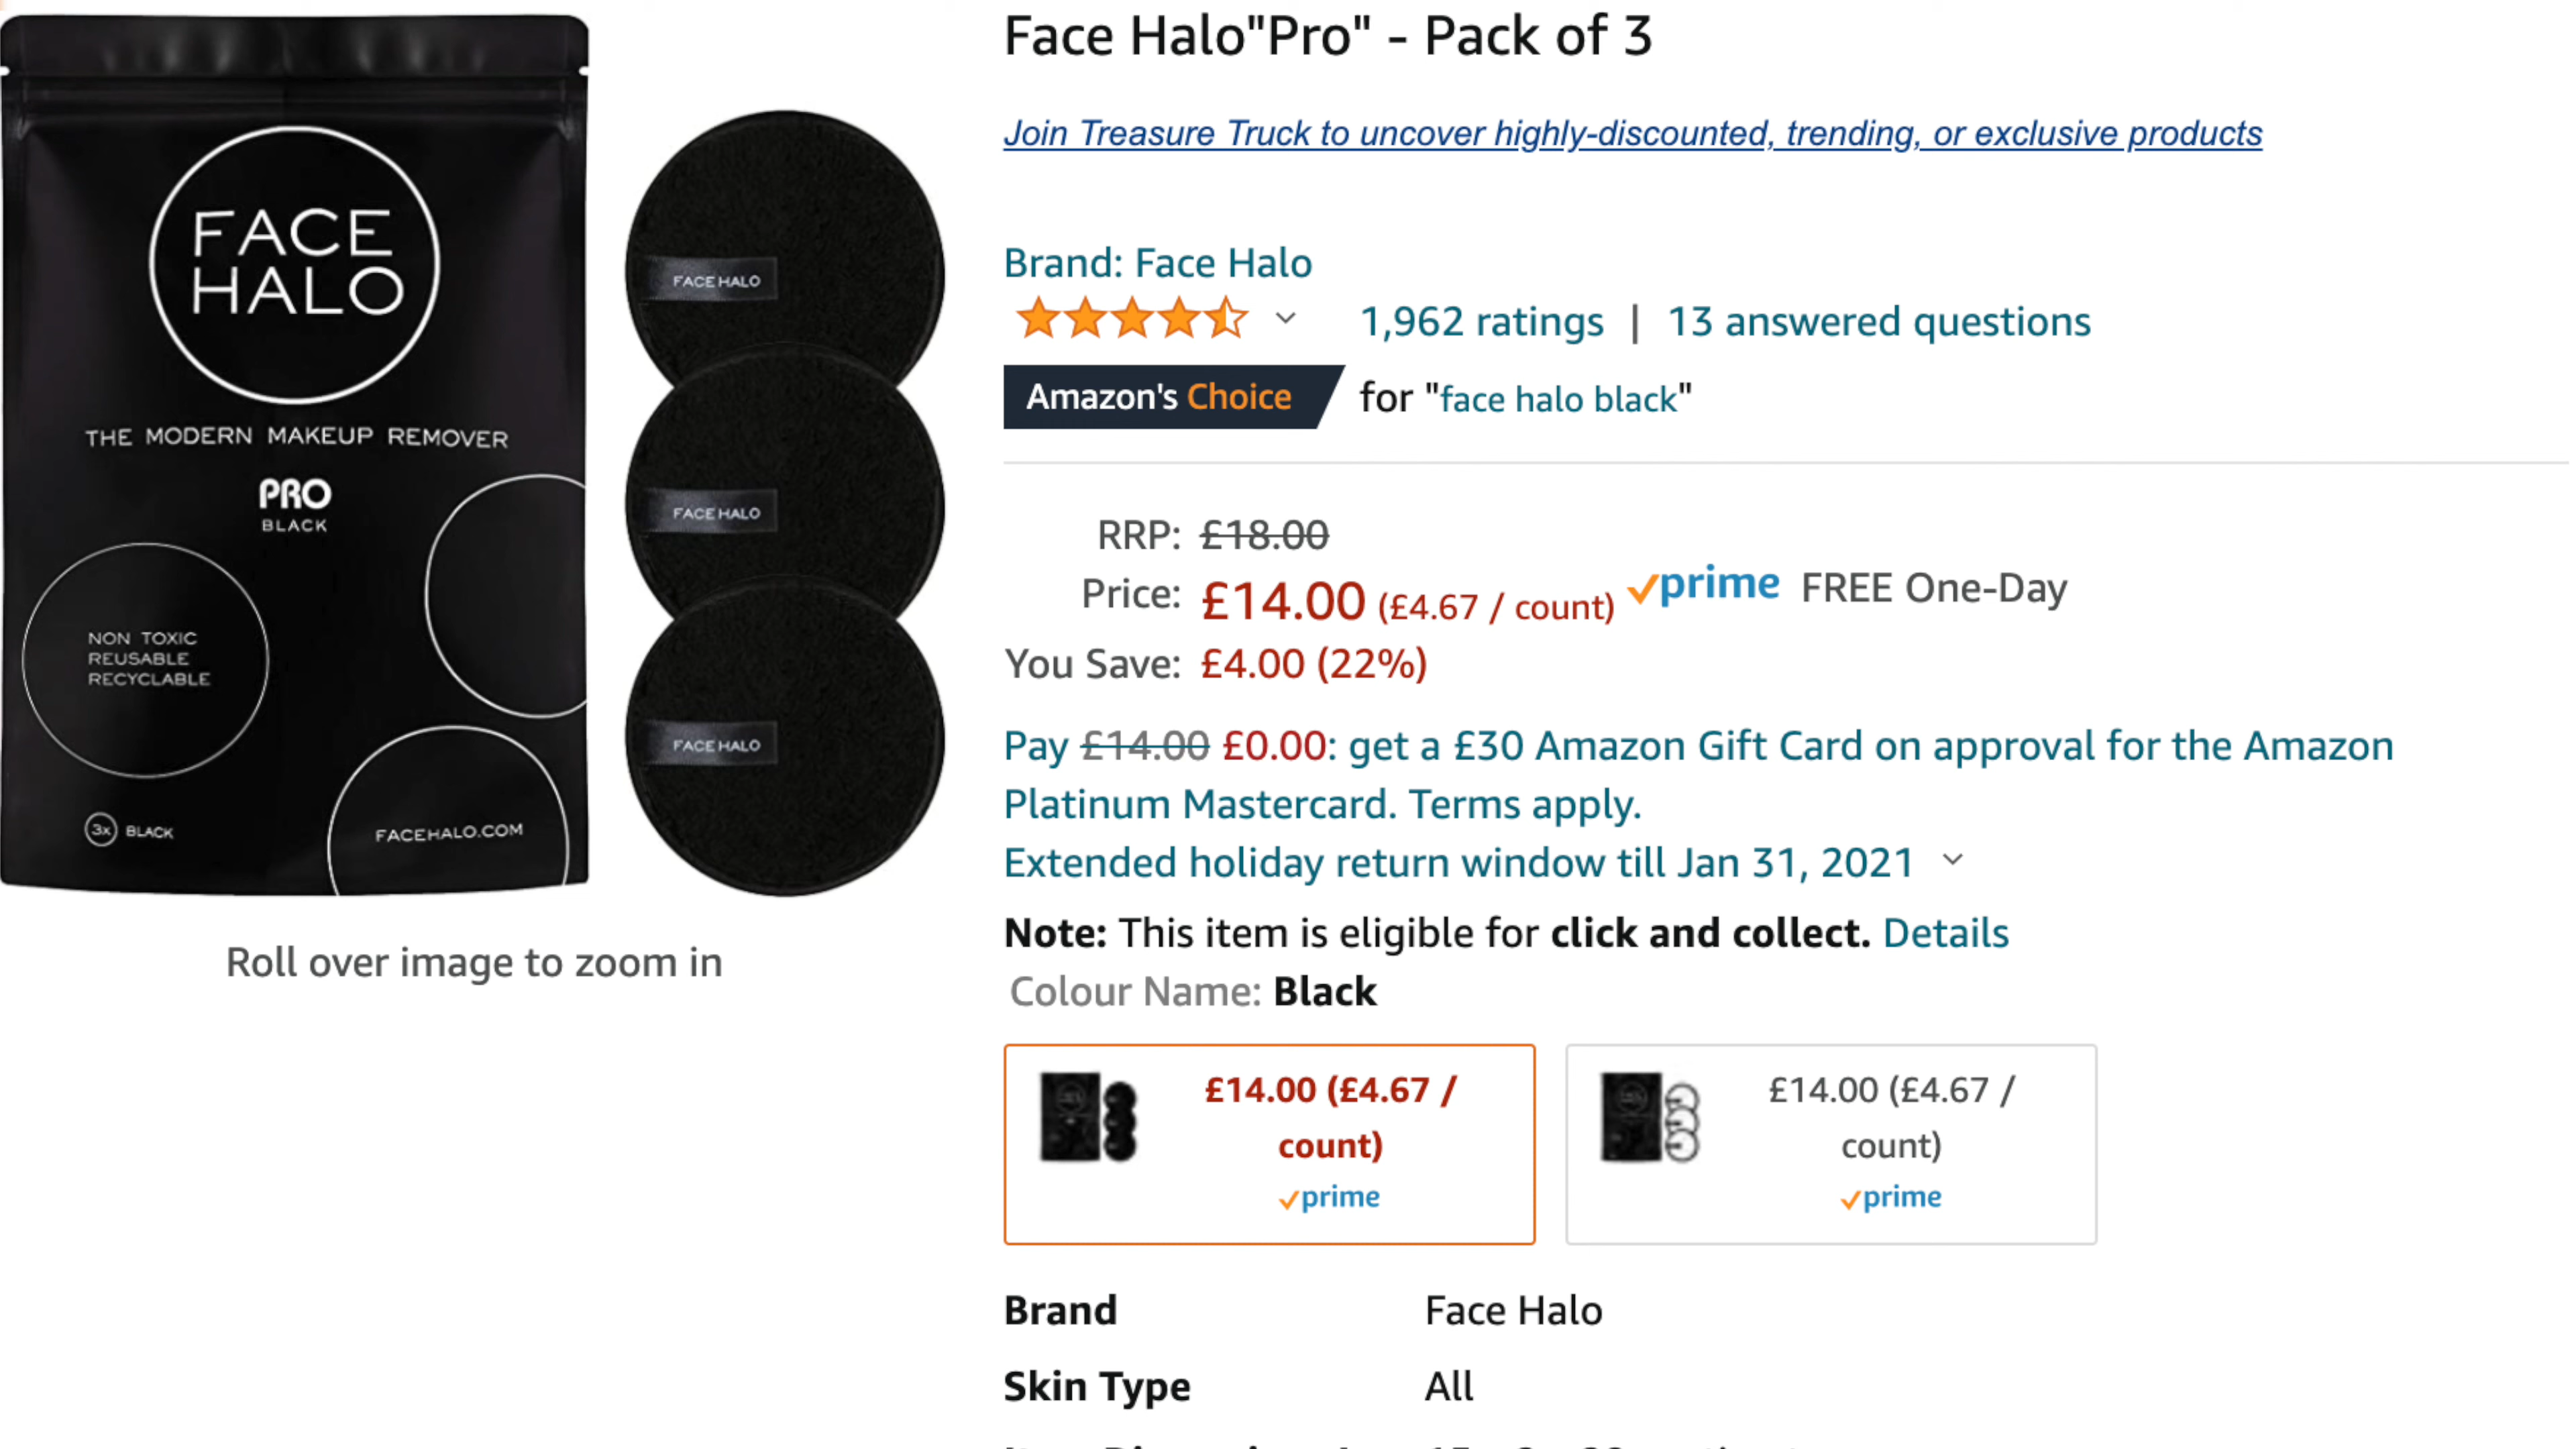 FACE
HALO
THE MODERN MAKEUP REMOVER
PRO
BLACK
NON TOXIC
REUSABLE
RECYCLABLE
3x BLACK
FACEHALO.COM
FACE HALO
FACE HALO
FACE HALO
Roll over image to zoom in
Face Halo"Pro" - Pack of 3
Join Treasure Truck to uncover highly-discounted, trending, or exclusive products
Brand: Face Halo
1,962 ratings | 13 answered questions
Amazon's Choice for "face halo black"
RRP: £18.00
Price: £14.00 (£4.67 / count) prime FREE One-Day
You Save: £4.00 (22%)
Pay £14.00 £0.00: get a £30 Amazon Gift Card on approval for the Amazon
Platinum Mastercard. Terms apply.
Extended holiday return window till Jan 31, 2021
Note: This item is eligible for click and collect. Details
Colour Name: Black
£14.00 (£4.67 /
count)
prime
£14.00 (£4.67 /
count)
prime
Brand Face Halo
Skin Type All